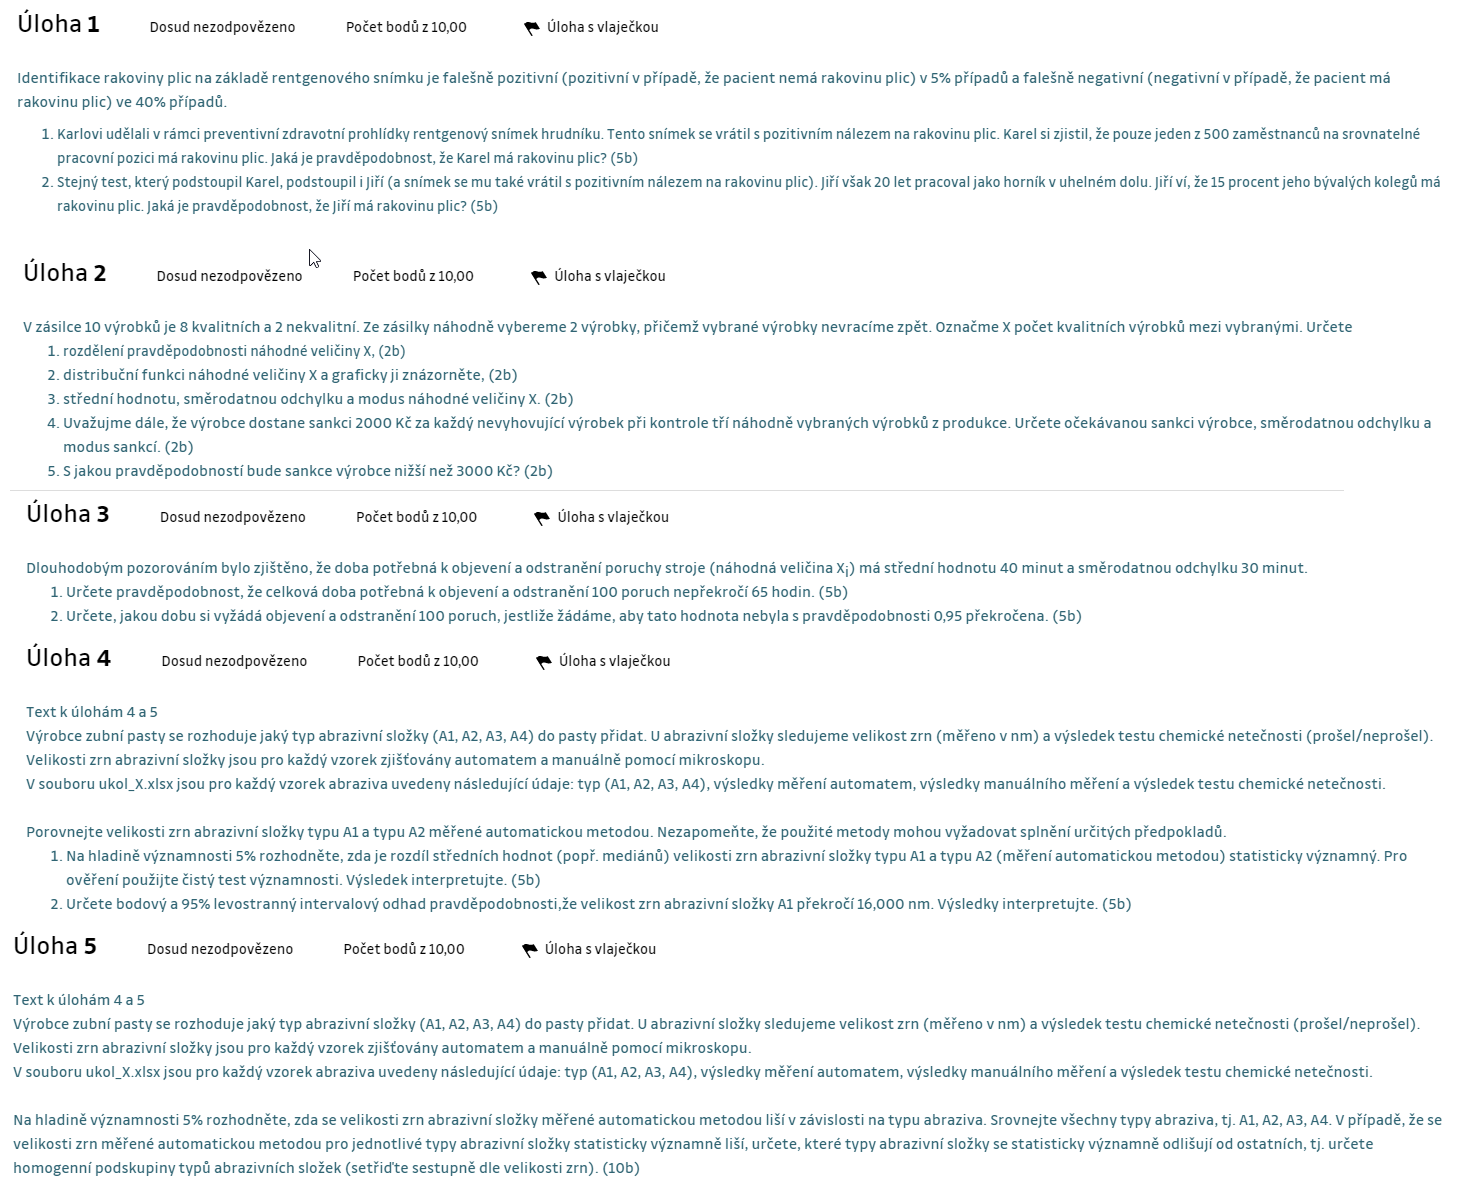 Úloha 1 Dosud nezodpovězeno Počet bodů z 10,00 Úloha s vlaječkou
Identifikace rakoviny plic na základě rentgenového snímku je falešně pozitivní (pozitivní v případě, že pacient nemá rakovinu plic) v 5% případů a falešně negativní (negativní v případě, že pacient má
rakovinu plic) ve 40% případů.
1. Karlovi udělali v rámci preventivní zdravotní prohlídky rentgenový snímek hrudníku. Tento snímek se vrátil s pozitivním nálezem na rakovinu plic. Karel si zjistil, že pouze jeden z 500 zaměstnanců na srovnatelné
pracovní pozici má rakovinu plic. Jaká je pravděpodobnost, že Karel má rakovinu plic? (5b)
2. Stejný test, který podstoupil Karel, podstoupil i Jiří (a snímek se mu také vrátil s pozitivním nálezem na rakovinu plic). Jiří však 20 let pracoval jako horník v uhelném dolu. Jiří ví, že 15 procent jeho bývalých kolegů má
rakovinu plic. Jaká je pravděpodobnost, že Jiří má rakovinu plic? (5b)
Úloha 2 Dosud nezodpovězeno Počet bodů z 10,00 Úloha s vlaječkou
V zásilce 10 výrobků je 8 kvalitních a 2 nekvalitní. Ze zásilky náhodně vybereme 2 výrobky, přičemž vybrané výrobky nevracíme zpět. Označme X počet kvalitních výrobků mezi vybranými. Určete
1. rozdělení pravděpodobnosti náhodné veličiny X, (2b)
2. distribuční funkci náhodné veličiny X a graficky ji znázorněte, (2b)
3. střední hodnotu, směrodatnou odchylku a modus náhodné veličiny X. (2b)
4. Uvažujme dále, že výrobce dostane sankci 2000 Kč za každý nevyhovující výrobek při kontrole tří náhodně vybraných výrobků z produkce. Určete očekávanou sankci výrobce, směrodatnou odchylku a
modus sankcí. (2b)
5. S jakou pravděpodobností bude sankce výrobce nižší než 3000 Kč? (2b)
Úloha 3 Dosud nezodpovězeno Počet bodů z 10,00 Úloha s vlaječkou
Dlouhodobým pozorováním bylo zjištěno, že doba potřebná k objevení a odstranění poruchy stroje (náhodná veličina Xi) má střední hodnotu 40 minut a směrodatnou odchylku 30 minut.
1. Určete pravděpodobnost, že celková doba potřebná k objevení a odstranění 100 poruch nepřekročí 65 hodin. (5b)
2. Určete, jakou dobu si vyžádá objevení a odstranění 100 poruch, jestliže žádáme, aby tato hodnota nebyla s pravděpodobnosti 0,95 překročena. (5b)
Úloha 4 Dosud nezodpovězeno Počet bodů z 10,00 Úloha s vlaječkou
Text k úlohám 4 a 5
Výrobce zubní pasty se rozhoduje jaký typ abrazivní složky (A1, A2, A3, A4) do pasty přidat. U abrazivní složky sledujeme velikost zrn (měřeno v nm) a výsledek testu chemické netečnosti (prošel/neprošel).
Velikosti zrn abrazivní složky jsou pro každý vzorek zjišťovány automatem a manuálně pomocí mikroskopu.
V souboru ukol_X.xlsx jsou pro každý vzorek abraziva uvedeny následující údaje: typ (A1, A2, A3, A4), výsledky měření automatem, výsledky manuálního měření a výsledek testu chemické netečnosti.
Porovnejte velikosti zrn abrazivní složky typu A1 a typu A2 měřené automatickou metodou. Nezapomeňte, že použité metody mohou vyžadovat splnění určitých předpokladů.
1. Na hladině významnosti 5% rozhodněte, zda je rozdíl středních hodnot (popř. mediánů) velikosti zrn abrazivní složky typu A1 a typu A2 (měření automatickou metodou) statisticky významný. Pro
ověření použijte čistý test významnosti. Výsledek interpretujte. (5b)
2. Určete bodový a 95% levostranný intervalový odhad pravděpodobnosti,že velikost zrn abrazivní složky A1 překročí 16,000 nm. Výsledky interpretujte. (5b)
Úloha 5 Dosud nezodpovězeno Počet bodů z 10,00 Úloha s vlaječkou
Text k úlohám 4 a 5
Výrobce zubní pasty se rozhoduje jaký typ abrazivní složky (A1, A2, A3, A4) do pasty přidat. U abrazivní složky sledujeme velikost zrn (měřeno v nm) a výsledek testu chemické netečnosti (prošel/neprošel).
Velikosti zrn abrazivní složky jsou pro každý vzorek zjišťovány automatem a manuálně pomocí mikroskopu.
V souboru ukol_X.xlsx jsou pro každý vzorek abraziva uvedeny následující údaje: typ (A1, A2, A3, A4), výsledky měření automatem, výsledky manuálního měření a výsledek testu chemické netečnosti.
Na hladině významnosti 5% rozhodněte, zda se velikosti zrn abrazivní složky měřené automatickou metodou liší v závislosti na typu abraziva. Srovnejte všechny typy abraziva, tj. A1, A2, A3, A4. V případě, že se
velikosti zrn měřené automatickou metodou pro jednotlivé typy abrazivní složky statisticky významně liší, určete, které typy abrazivní složky se statisticky významně odlišují od ostatních, tj. určete
homogenní podskupiny typů abrazivních složek (setřiďte sestupně dle velikosti zrn). (10b)